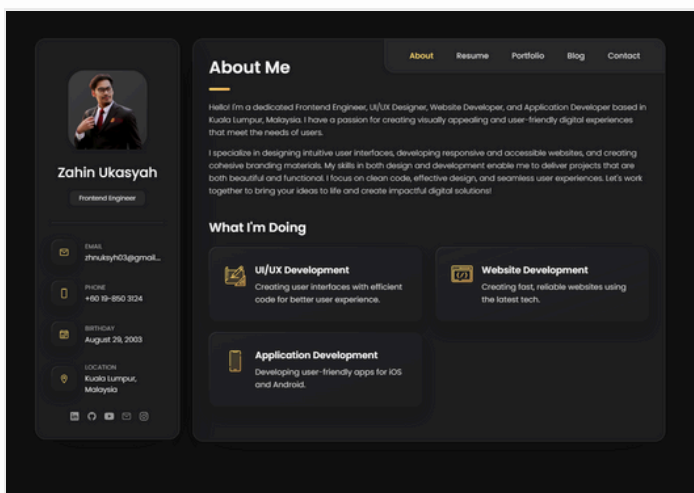 Zahin Ukasyah
Frontend Engineer
EMAIL
zhnuksyh03@gmail...
PHONE
+60 19-850 3124
BIRTHDAY
August 29, 2003
LOCATION
Kuala Lumpur,
Malaysia
About Resume Portfolio Blog Contact
About Me
Hello! I'm a dedicated Frontend Engineer, UI/UX Designer, Website Developer, and Application Developer based in
Kuala Lumpur, Malaysia. I have a passion for creating visually appealing and user-friendly digital experiences
that meet the needs of users.
I specialize in designing intuitive user interfaces, developing responsive and accessible websites, and creating
cohesive branding materials. My skills in both design and development enable me to deliver projects that are
both beautiful and functional. I focus on clean code, effective design, and seamless user experiences. Let's work
together to bring your ideas to life and create impactful digital solutions!
What I'm Doing
UI/UX Development
Creating user interfaces with efficient
code for better user experience.
Website Development
Creating fast, reliable websites using
the latest tech.
Application Development
Developing user-friendly apps for iOS
and Android.